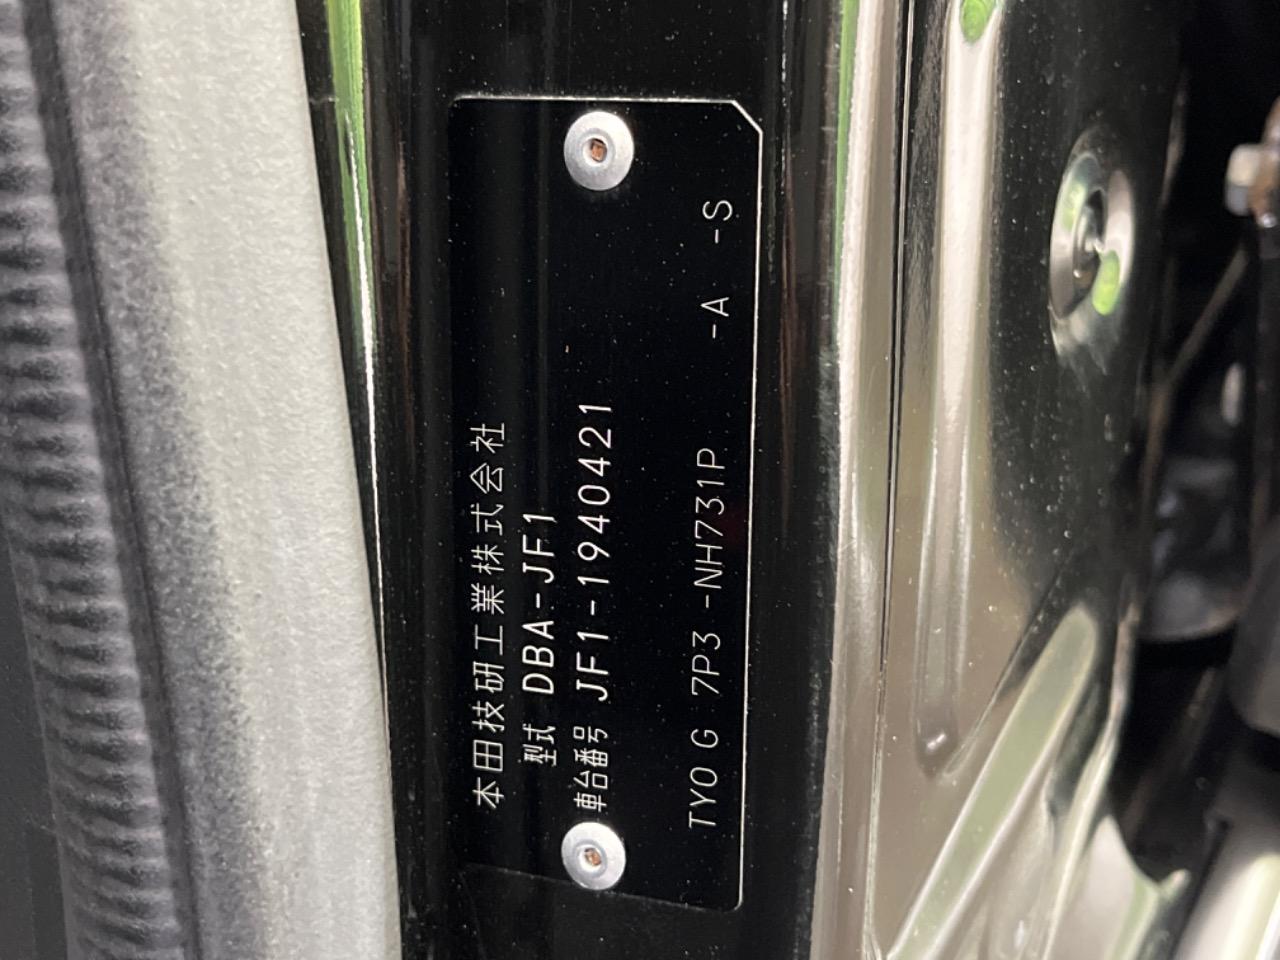 本田技研工業株式会社
型式 DBA-JF1
車台番号 JF1-1940421
TY0 G 7P3 -NH731P -A -S